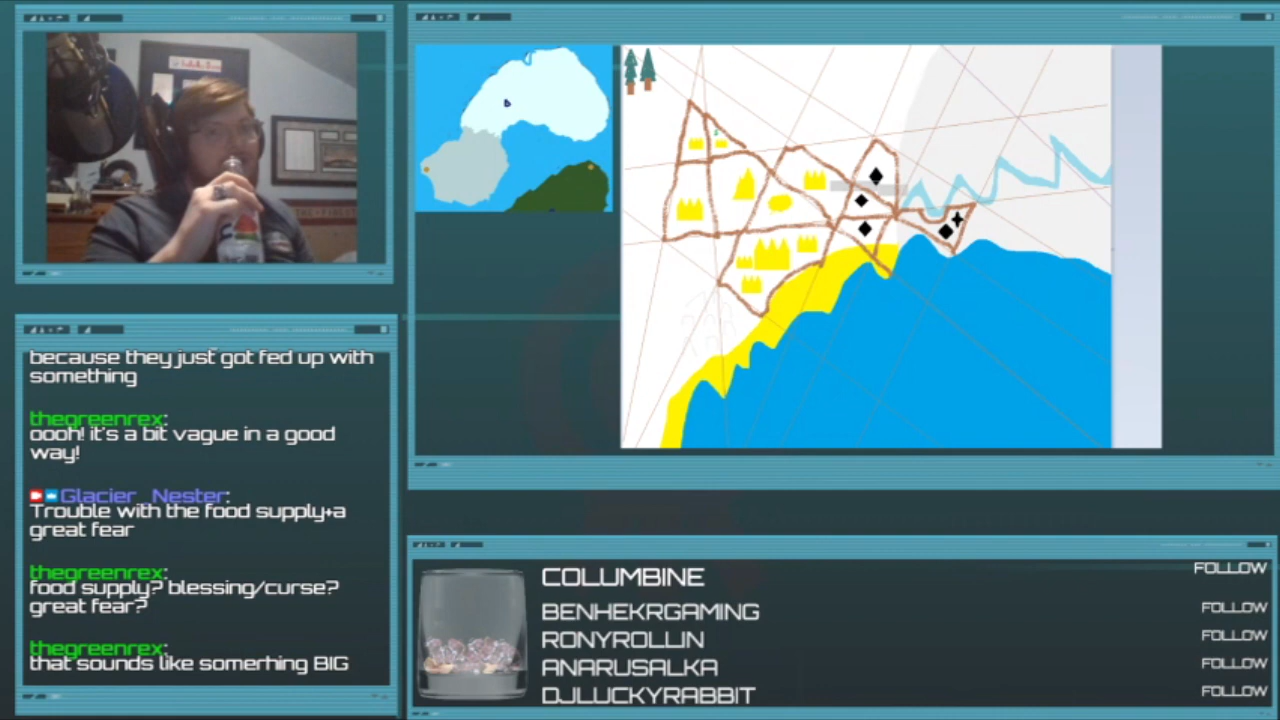 because they just got fed up with
something
thegreenrex:
oooh! it's a bit vague in a good
way!
Glacier_Nester:
Trouble with the food supply+a
great fear
thegreenrex:
food supply? blessing/curse?
great fear?
thegreenrex:
that sounds like somerhing BIG
COLUMBINE FOLLOW
BENHEKRGAMING FOLLOW
RONYROLLIN FOLLOW
ANARUSALKA FOLLOW
DJLUCKYRABBIT FOLLOW